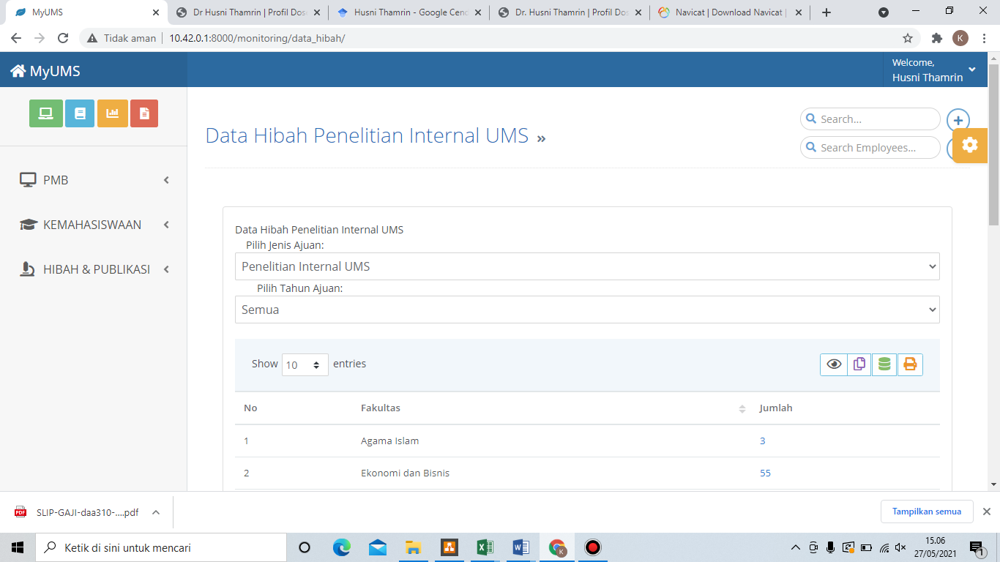 MyUMS
Dr Husni Thamrin | Profil Dos
Husni Thamrin - Google Cend
Dr. Husni Thamrin | Profil Dos
Navicat | Download Navicat |
Tidak aman
10.42.0.1:8000/monitoring/data_hibah/
K
MyUMS
Welcome,
Husni Thamrin
Search...
Data Hibah Penelitian Internal UMS »
Search Employees...
PMB
KEMAHASISWAAN
HIBAH & PUBLIKASI
Data Hibah Penelitian Internal UMS
Pilih Jenis Ajuan:
Penelitian Internal UMS
Pilih Tahun Ajuan:
Semua
Show 10 entries
No Fakultas Jumlah
1 Agama Islam 3
2 Ekonomi dan Bisnis 55
PDF
SLIP-GAJI-daa310-....pdf
Tampilkan semua
Ketik di sini untuk mencari
K
15.06
27/05/2021
1